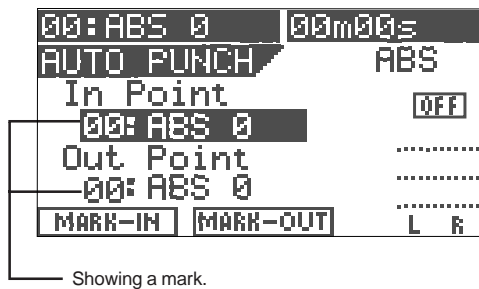 00:ABS 0 00m00s
AUTO PUNCH ABS
In Point
OFF
00: ABS 0
Out Point
00: ABS 0
MARK-IN MARK-OUT L R
Showing a mark.